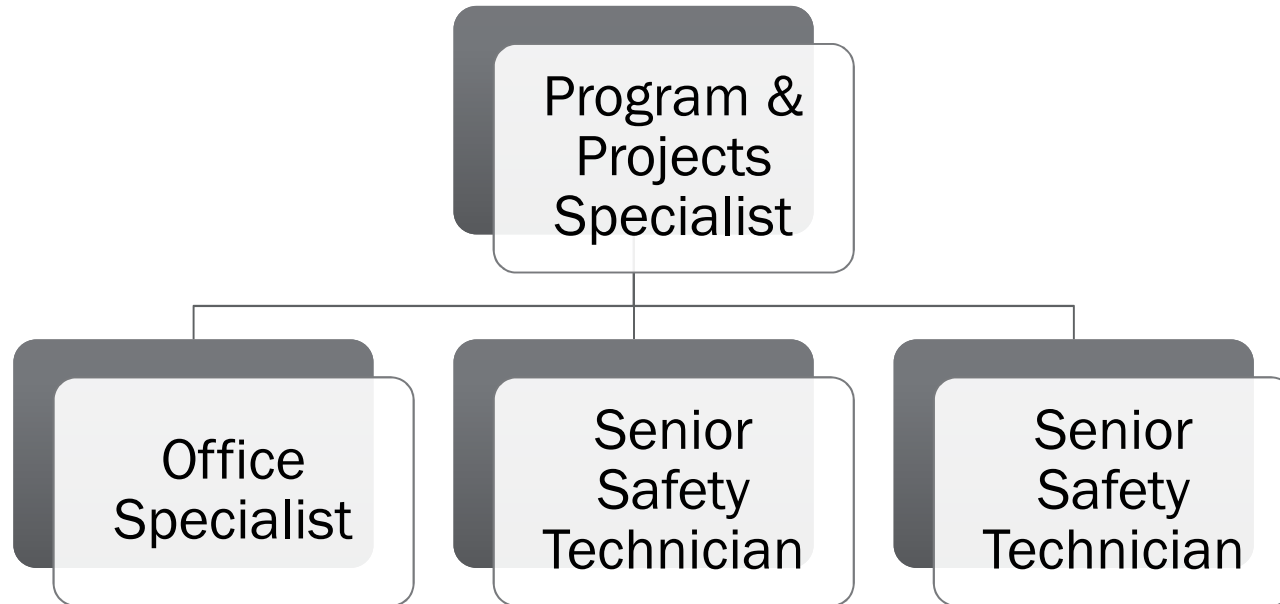 Program &
Projects
Specialist
Office
Specialist
Senior
Safety
Technician
Senior
Safety
Technician